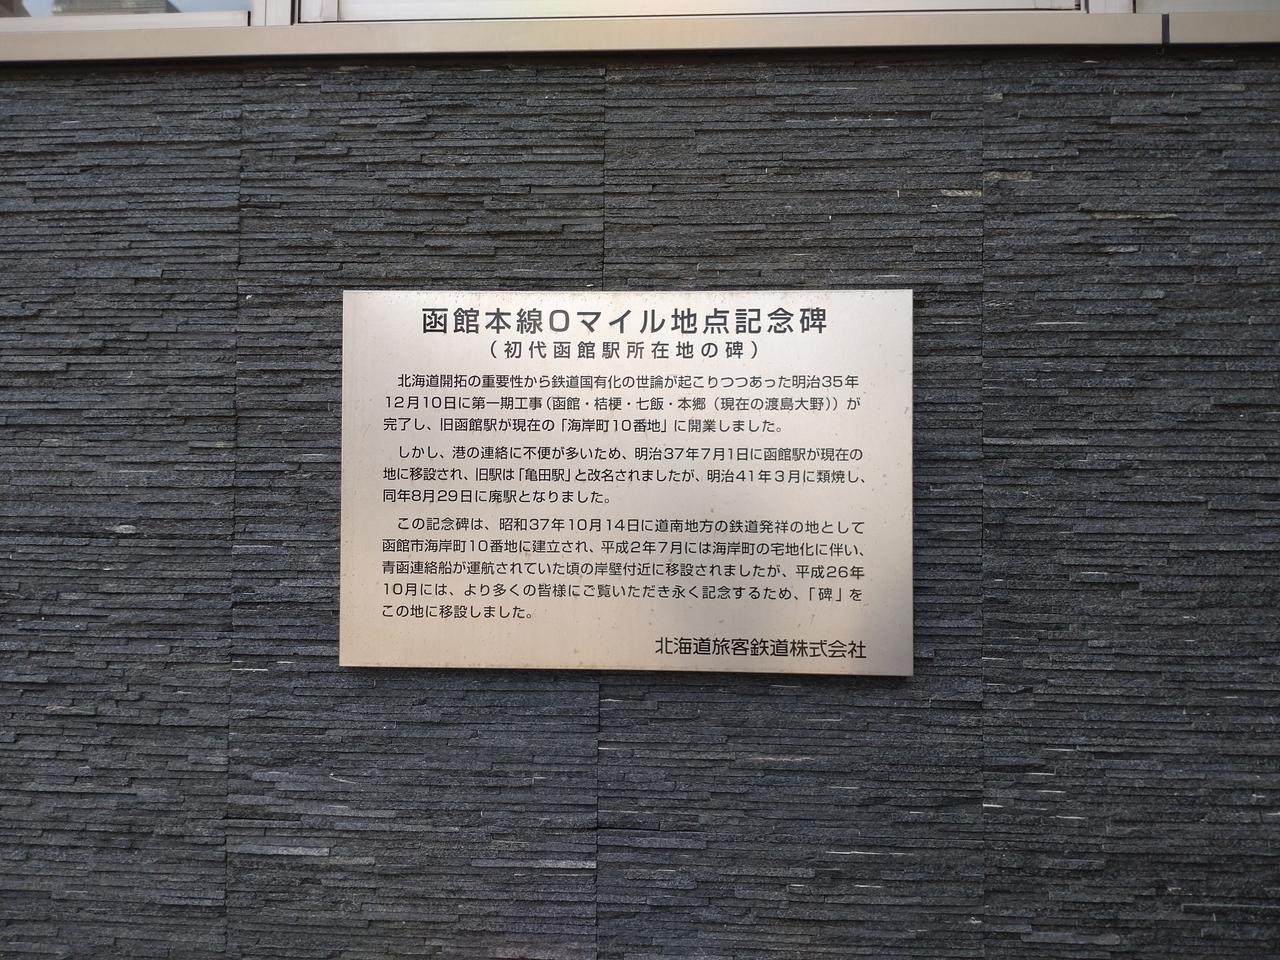 函館本線0マイル地点記念碑
（初代函館駅所在地の碑）
北海道開拓の重要性から鉄道国有化の世論が起こりつつあった明治35年
12月10日に第一期工事（函館・桔梗・七飯・本郷（現在の渡島大野））が
完了し、旧函館駅が現在の「海岸町10番地」に開業しました。
しかし、港の連絡に不便が多いため、明治37年7月1日に函館駅が現在の
地に移設され、旧駅は「亀田駅」と改名されましたが、明治41年3月に類焼し、
同年8月29日に廃駅となりました。
この記念碑は、昭和37年10月14日に道南地方の鉄道発祥の地として
函館市海岸町10番地に建立され、平成2年7月には海岸町の宅地化に伴い、
青函連絡船が運航されていた頃の岸壁付近に移設されましたが、平成26年
10月には、より多くの皆様にご覧いただき永く記念するため、「碑」を
この地に移設しました。
北海道旅客鉄道株式会社